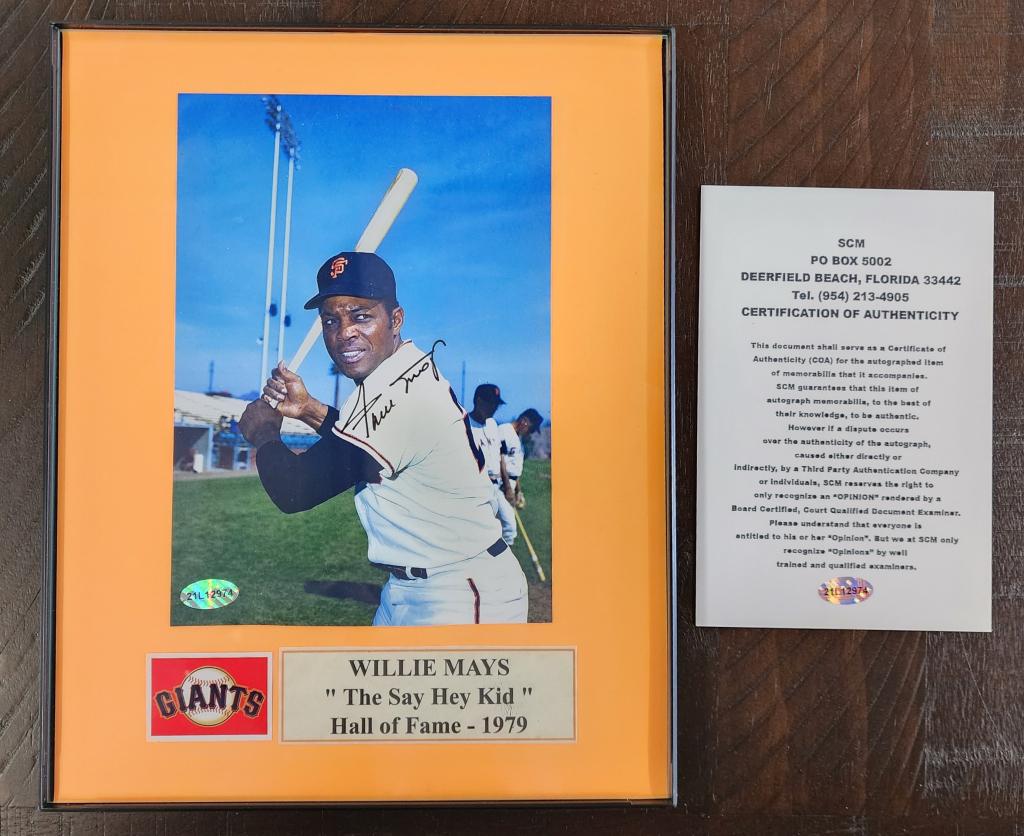 SF
Willie Mays
21L12974
GIANTS
WILLIE MAYS
" The Say Hey Kid "
Hall of Fame - 1979
SCM
PO BOX 5002
DEERFIELD BEACH, FLORIDA 33442
Tel. (954) 213-4905
CERTIFICATION OF AUTHENTICITY
This document shall serve as a Certificate of
Authenticity (COA) for the autographed item
of memorabilia that it accompanies.
SCM guarantees that this item of
autograph memorabilia, to the best of
their knowledge, to be authentic.
However if a dispute occurs
over the authenticity of the autograph,
caused either directly or
indirectly, by a Third Party Authentication Company
or individuals, SCM reserves the right to
only recognize an "OPINION" rendered by a
Board Certified, Court Qualified Document Examiner.
Please understand that everyone is
entitled to his or her "Opinion". But we at SCM only
recognize "Opinions" by well
trained and qualified examiners.
21L12974